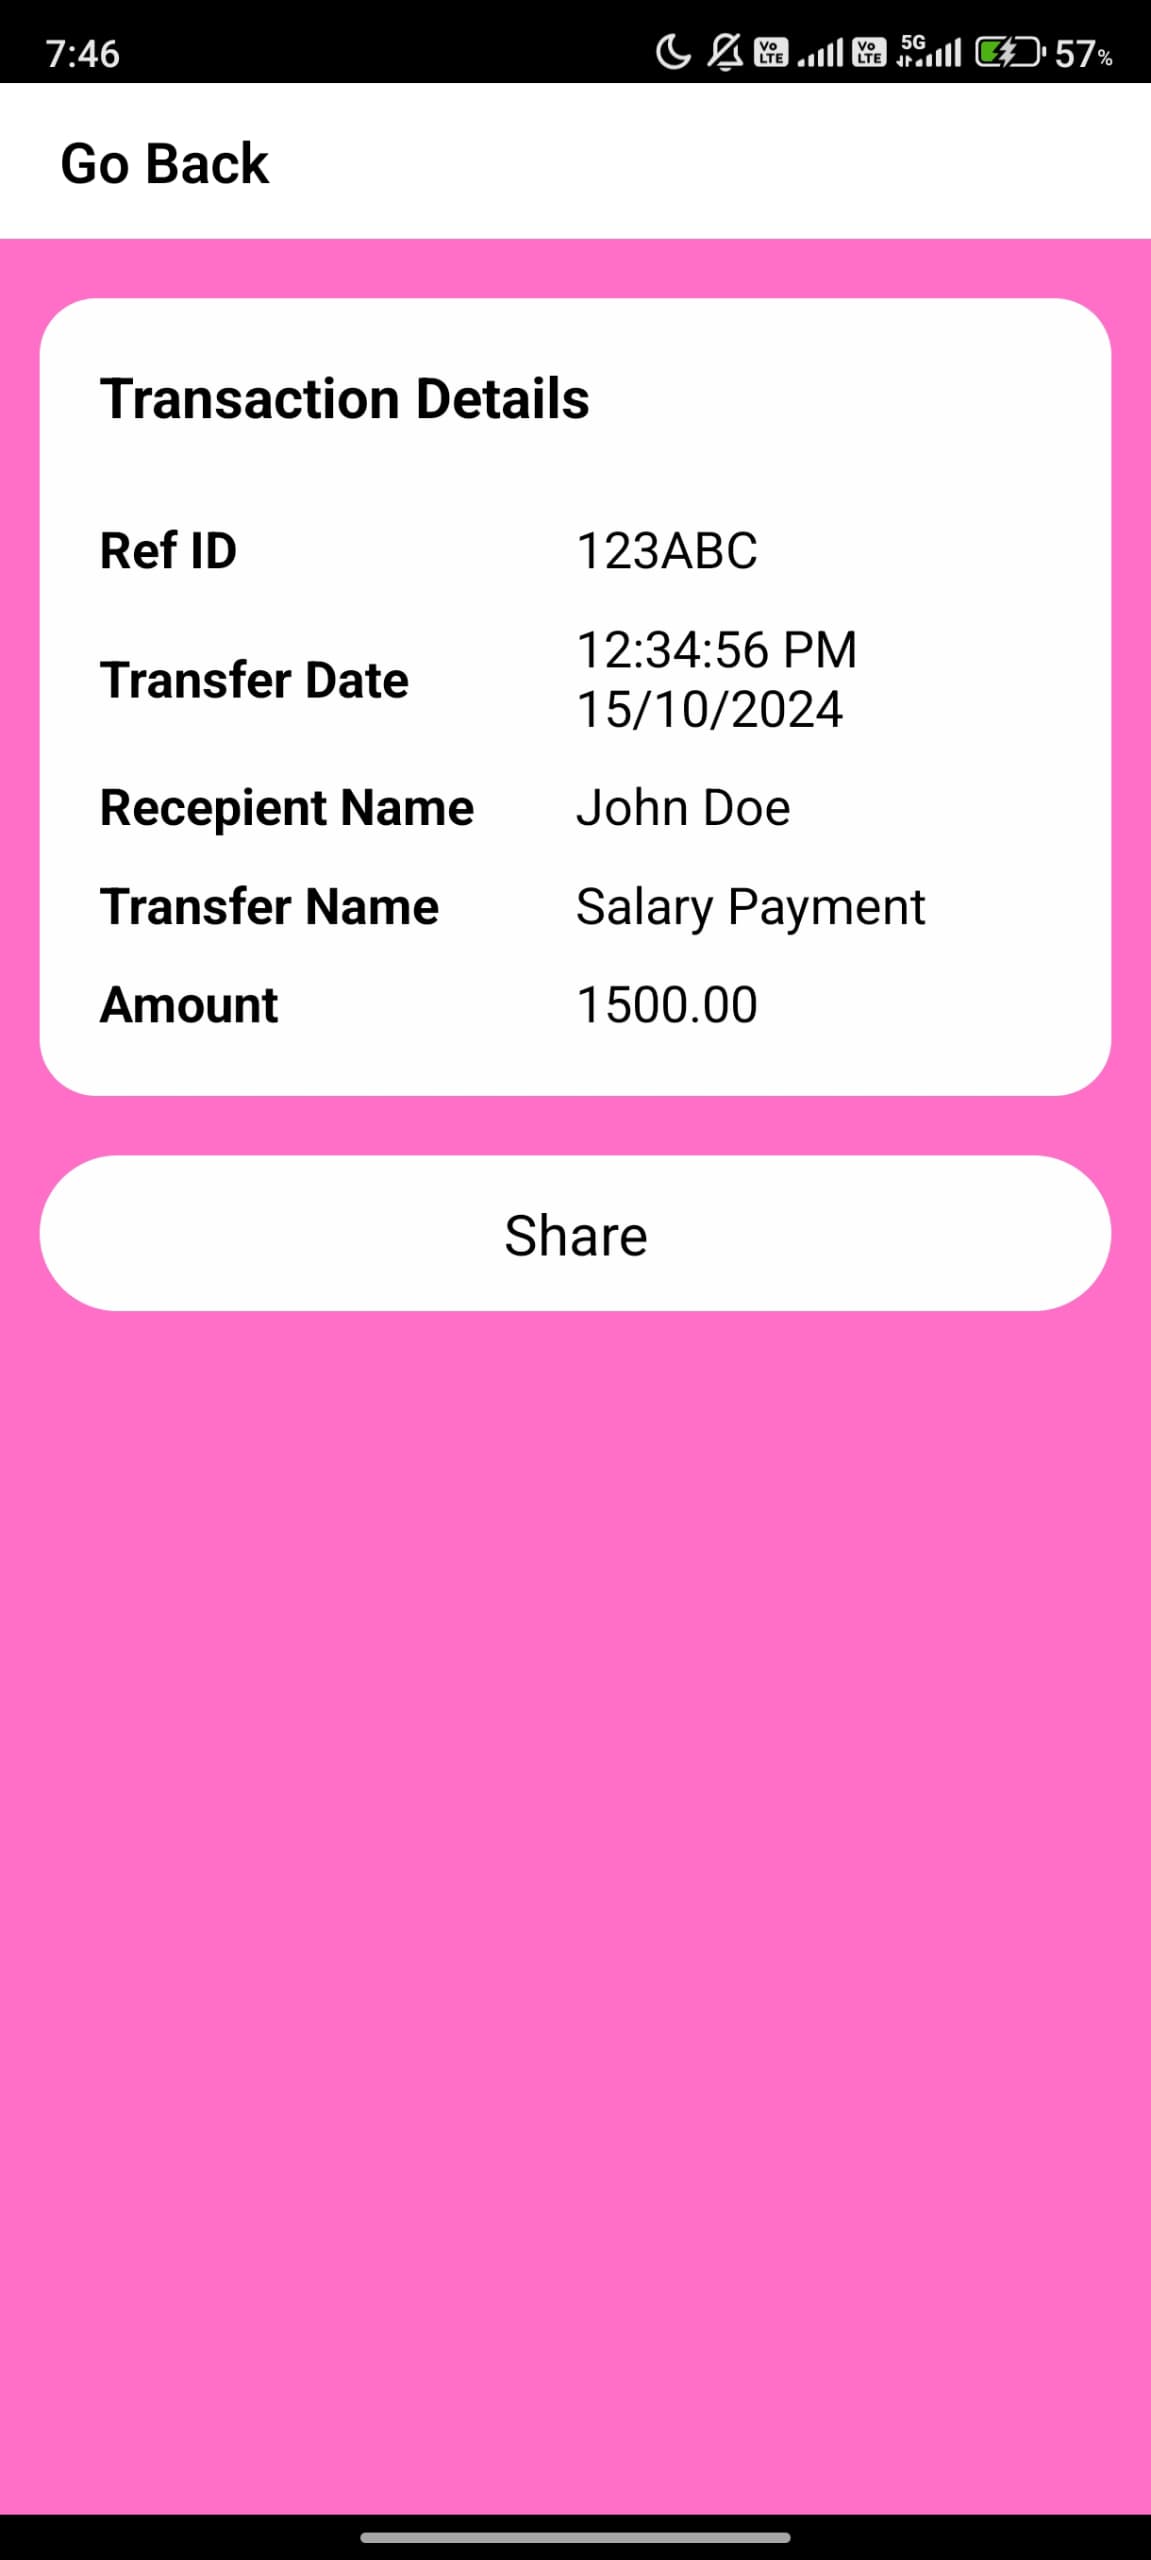 7:46 Vo LTE Vo LTE 5G 57%
Go Back
Transaction Details
Ref ID 123ABC
Transfer Date 12:34:56 PM
15/10/2024
Recepient Name John Doe
Transfer Name Salary Payment
Amount 1500.00
Share